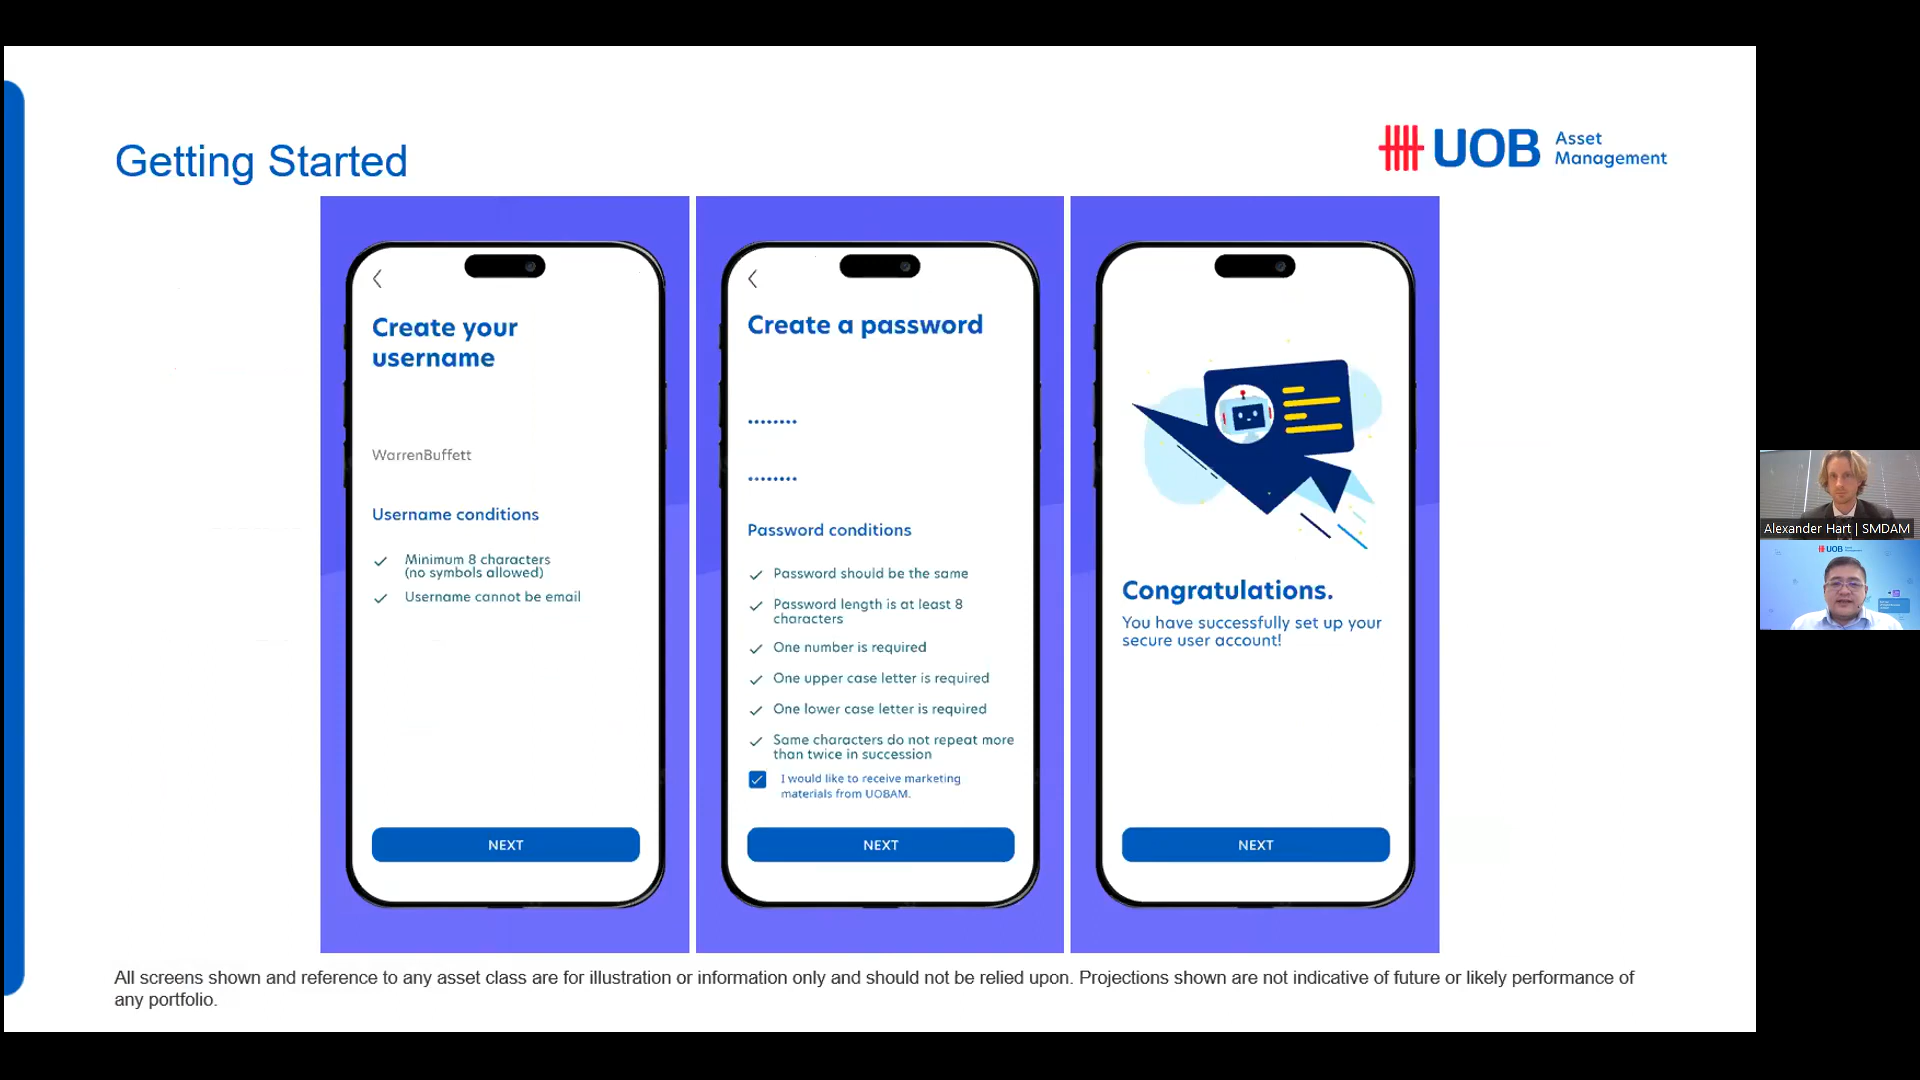 Getting Started
UOB Asset
Management
Create your
username
WarrenBuffett
Username conditions
Minimum 8 characters
(no symbols allowed)
Username cannot be email
NEXT
Create a password
Password conditions
Password should be the same
Password length is at least 8
characters
One number is required
One upper case letter is required
One lower case letter is required
Same characters do not repeat more
than twice in succession
I would like to receive marketing
materials from UOBAM.
NEXT
Congratulations.
You have successfully set up your
secure user account!
NEXT
All screens shown and reference to any asset class are for illustration or information only and should not be relied upon. Projections shown are not indicative of future or likely performance of
any portfolio.
Alexander Hart | SMDAM
UOB